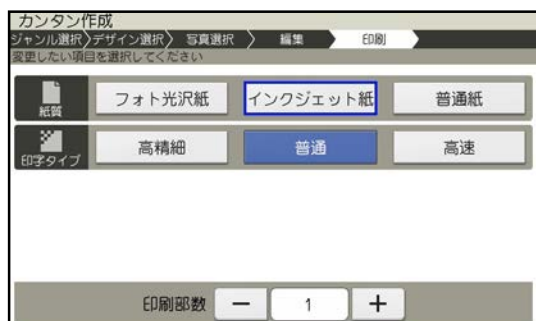 カンタン作成
ジャンル選択〉デザイン選択〉 写真選択 〉 編集 印刷
変更したい項目を選択してください
紙質 フォト光沢紙 インクジェット紙 普通紙
印字タイプ 高精細 普通 高速
印刷部数 − 1 +